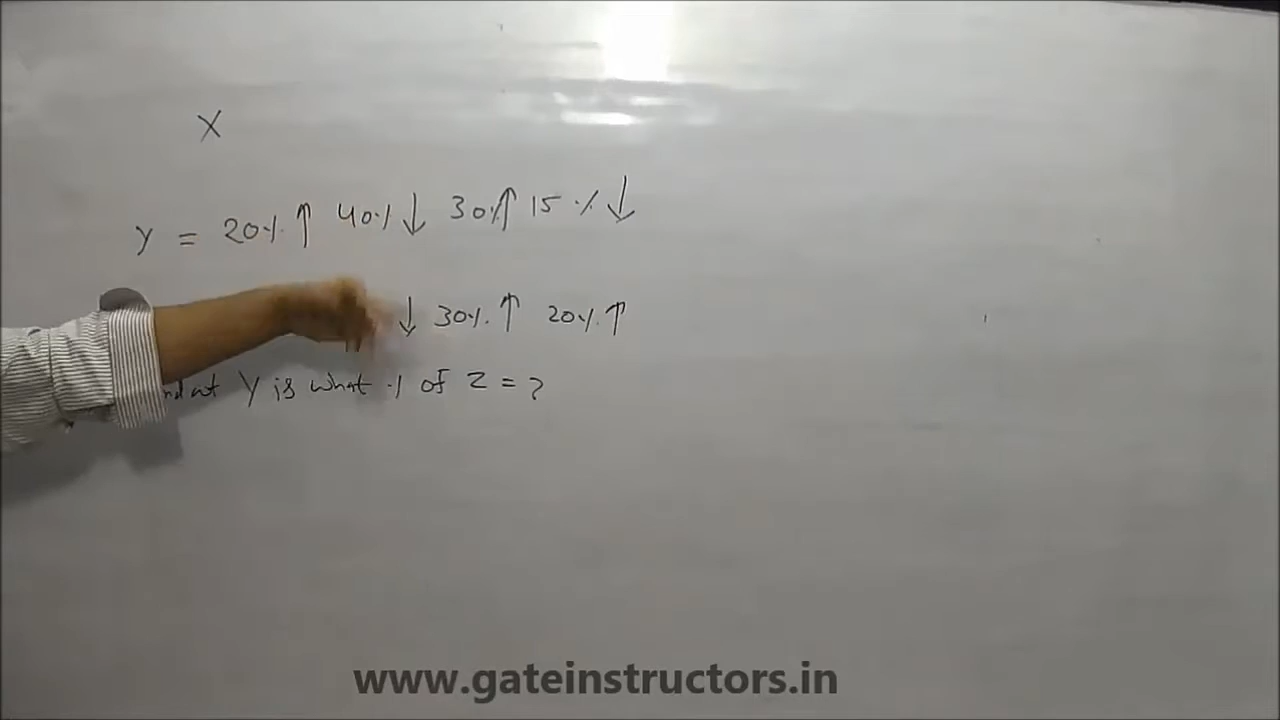 X
Y = 20% ↑ 40% ↓ 30% ↑ 15 % ↓
↓ 30% ↑ 20% ↑
Y is what % of Z = ?
www.gateinstructors.in